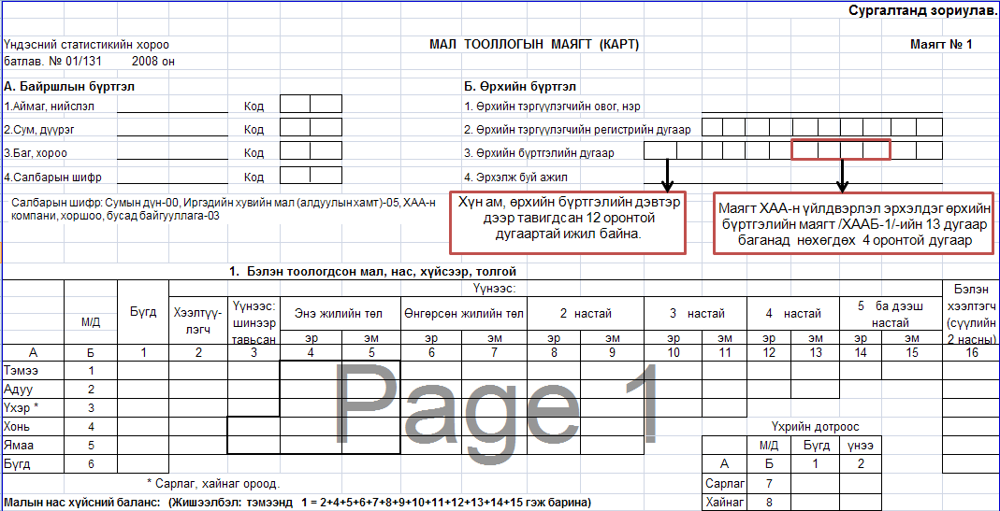 Сургалтанд зориулав.
Үндэсний статистикийн хороо
МАЛ ТООЛЛОГЫН МАЯГТ (КАРТ)
Маягт № 1
батлав. № 01/131 2008 он
А. Байршлын бүртгэл
Б. Өрхийн бүртгэл
1.Аймаг, нийслэл Код
1. Өрхийн тэргүүлэгчийн овог, нэр
2.Сум, дүүрэг Код
2. Өрхийн тэргүүлэгчийн регистрийн дугаар
3.Баг, хороо Код
3. Өрхийн бүртгэлийн дугаар
4.Салбарын шифр Код
4. Эрхэлж буй ажил
Салбарын шифр: Сумын дүн-00, Иргэдийн хувийн мал (алдуулын хамт)-05, ХАА-н
компани, хоршоо, бусад байгууллага-03
Хүн ам, өрхийн бүртгэлийн дэвтэр
дээр тавигдсан 12 оронтой
дугаартай ижил байна.
Маягт ХАА-н үйлдвэрлэл эрхэлдэг өрхийн
бүртгэлийн маягт /ХААБ-1/-ийн 13 дугаар
баганад нөхөгдөх 4 оронтой дугаар
1. Бэлэн тоологдсон мал, нас, хүйсээр, толгой
М/Д
Бүгд
Үүнээс:
Хээлтүү-
лэгч
Үүнээс:
шинээр
тавьсан
Энэ жилийн төл
Өнгөрсөн жилийн төл
2 настай
3 настай
4 настай
5 ба дээш
настай
Бэлэн
хээлтэгч
(сүүлийн
2 насны)
эр эм эр эм эр эм эр эм эр эм эр эм
А Б 1 2 3 4 5 6 7 8 9 10 11 12 13 14 15 16
Тэмээ 1
Адуу 2
Үхэр * 3
Хонь 4
Ямаа 5
Бүгд 6
Page 1
Үхрийн дотроос
М/Д Бүгд үнээ
А Б 1 2
Сарлаг 7
Хайнаг 8
* Сарлаг, хайнаг ороод.
Малын нас хүйсний баланс: (Жишээлбэл: тэмээнд 1 = 2+4+5+6+7+8+9+10+11+12+13+14+15 гэж барина)